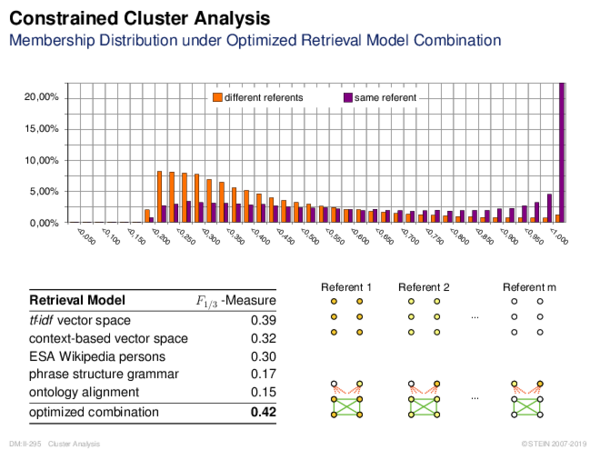 Constrained Cluster Analysis
Membership Distribution under Optimized Retrieval Model Combination
20,00%
15,00%
10,00%
5,00%
0,00%
different referents
same referent
<0,050
<0,100
<0,150
<0,200
<0,250
<0,300
<0,350
<0,400
<0,450
<0,500
<0,550
<0,600
<0,650
<0,700
<0,750
<0,800
<0,850
<0,900
<0,950
<1,000
Retrieval Model F1/3 -Measure
tf·idf vector space 0.39
context-based vector space 0.32
ESA Wikipedia persons 0.30
phrase structure grammar 0.17
ontology alignment 0.15
optimized combination 0.42
Referent 1 Referent 2 Referent m
...
...
DM:II-295 Cluster Analysis ©STEIN 2007-2019